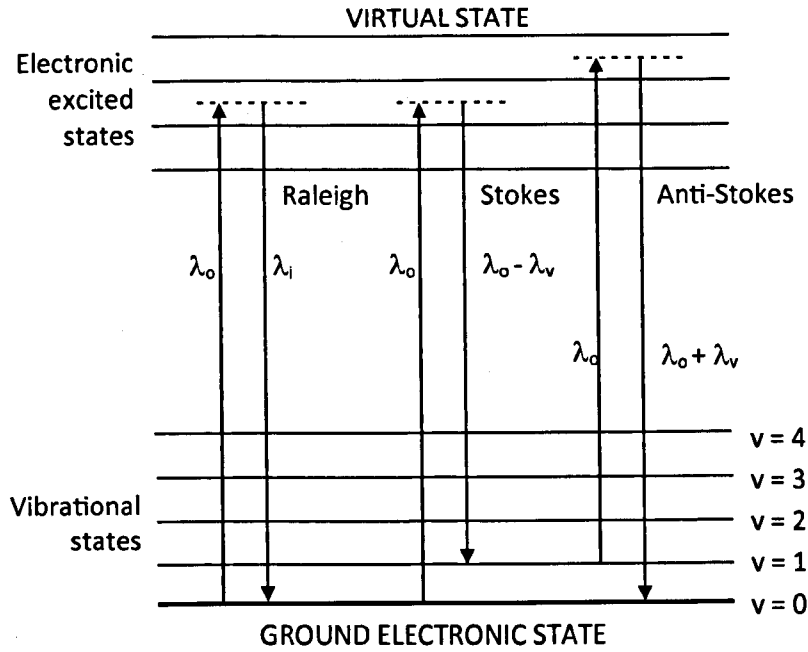 VIRTUAL STATE
Electronic
excited
states
Raleigh
Stokes
Anti-Stokes
λo
λi
λo
λo - λv
λo
λo + λv
v = 4
v = 3
Vibrational
states
v = 2
v = 1
v = 0
GROUND ELECTRONIC STATE